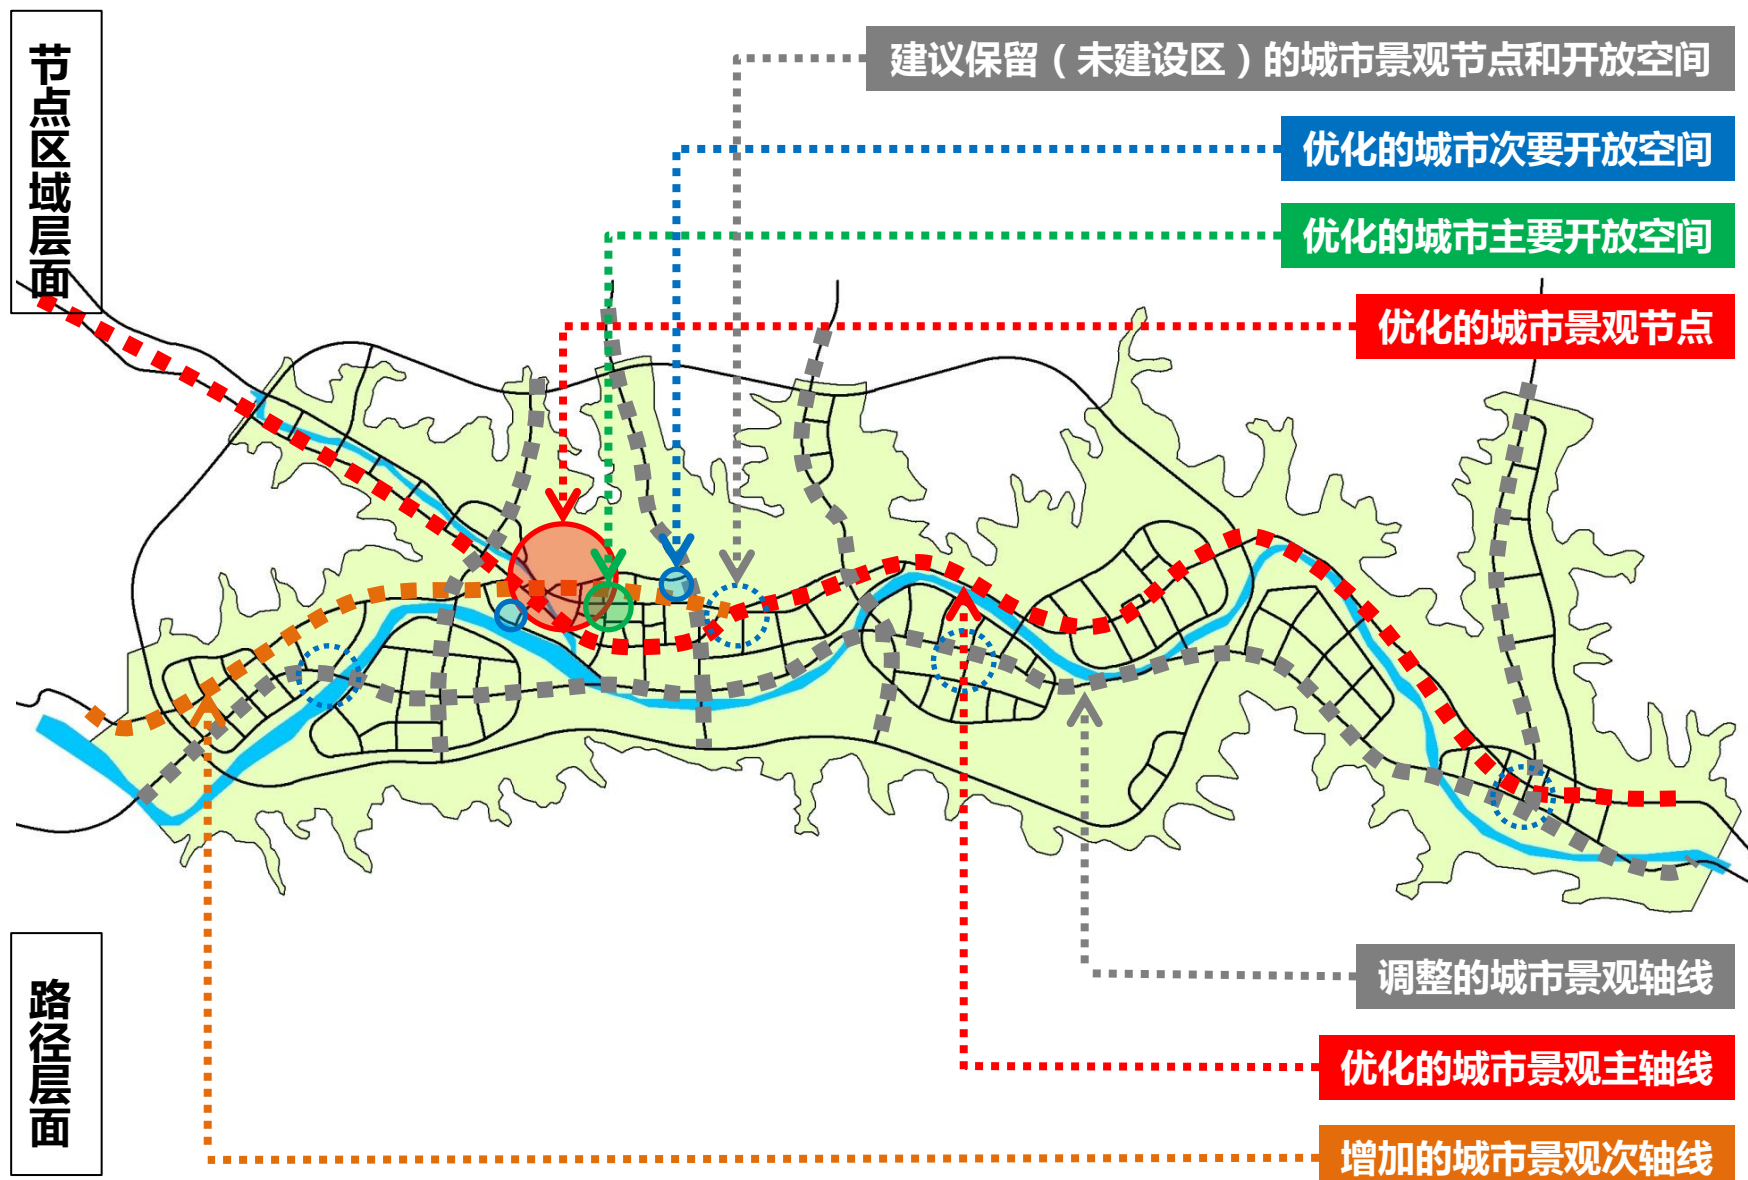 节点区域层面
建议保留（未建设区）的城市景观节点和开放空间
优化的城市次要开放空间
优化的城市主要开放空间
优化的城市景观节点
路径层面
调整的城市景观轴线
优化的城市景观主轴线
增加的城市景观次轴线